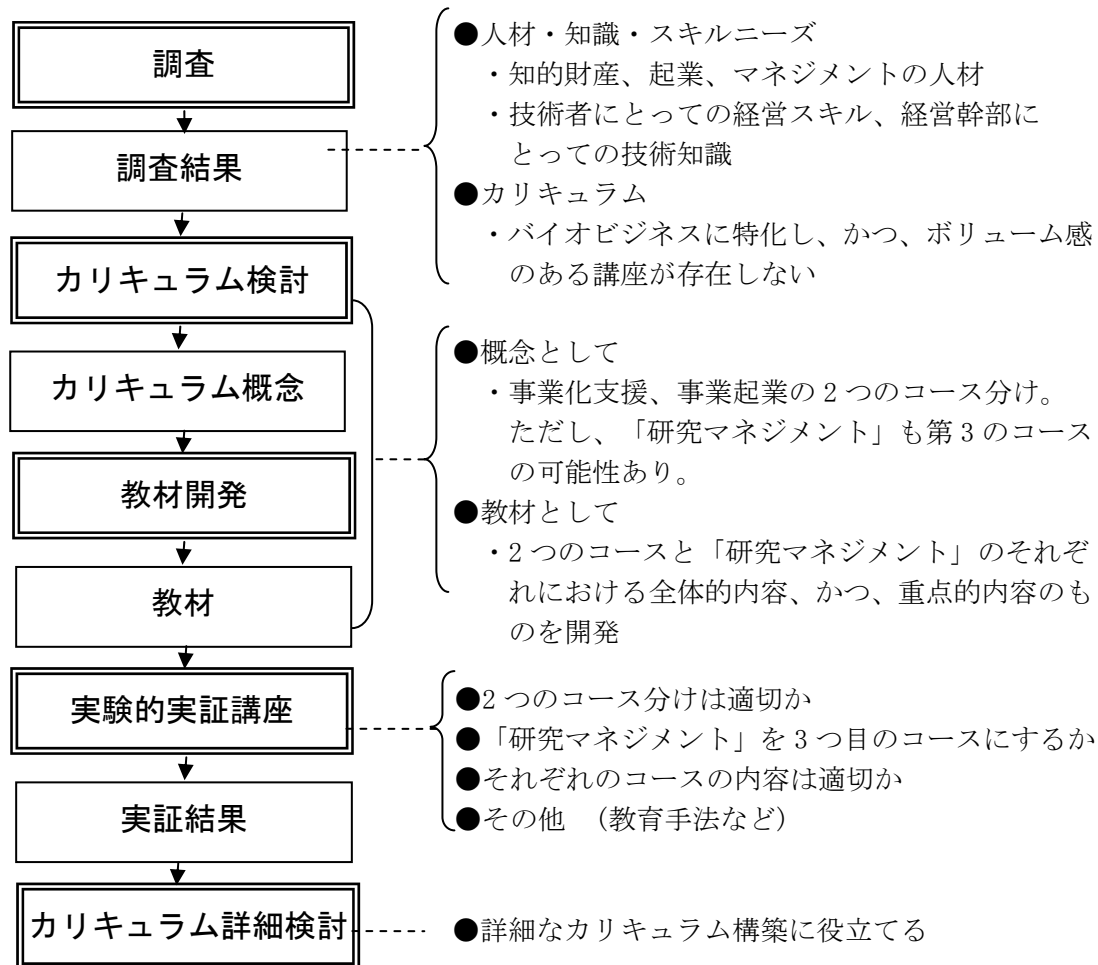 調査
調査結果
カリキュラム検討
カリキュラム概念
教材開発
教材
実験的実証講座
実証結果
カリキュラム詳細検討
●人材・知識・スキルニーズ
・知的財産、起業、マネジメントの人材
・技術者にとっての経営スキル、経営幹部に
とっての技術知識
●カリキュラム
・バイオビジネスに特化し、かつ、ボリューム感
のある講座が存在しない
●概念として
・事業化支援、事業起業の2つのコース分け。
ただし、「研究マネジメント」も第3のコース
の可能性あり。
●教材として
・2つのコースと「研究マネジメント」のそれぞ
れにおける全体的内容、かつ、重点的内容のも
のを開発
●2つのコース分けは適切か
●「研究マネジメント」を3つ目のコースにするか
●それぞれのコースの内容は適切か
●その他　（教育手法など）
●詳細なカリキュラム構築に役立てる